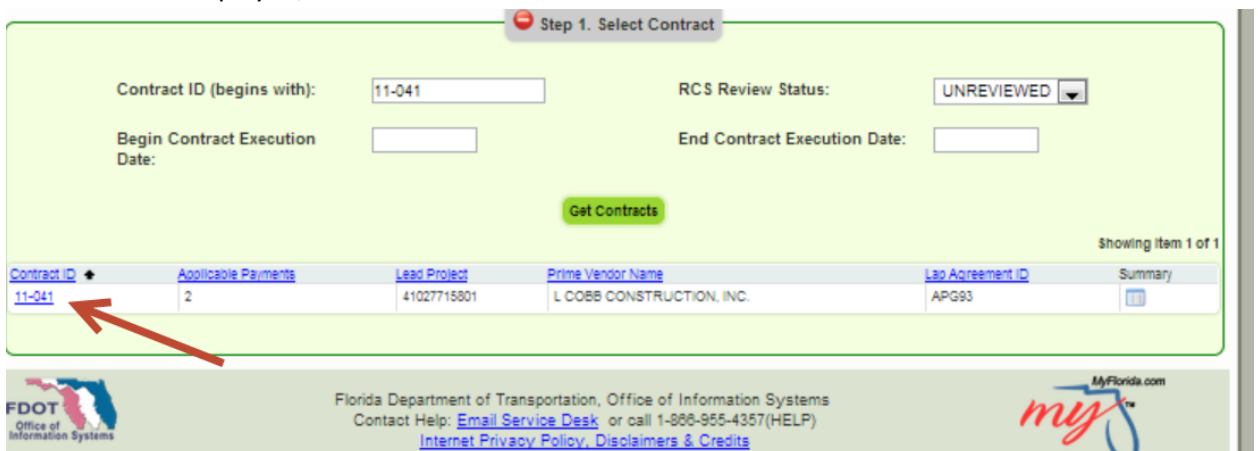 Step 1. Select Contract
Contract ID (begins with): 11-041 RCS Review Status: UNREVIEWED
Begin Contract Execution Date: End Contract Execution Date:
Get Contracts
Showing Item 1 of 1
Contract ID Applicable Payments Lead Project Prime Vendor Name Lap Agreement ID Summary
11-041 2 41027715801 L COBB CONSTRUCTION, INC. APG93
FDOT
Office of
Information Systems
Florida Department of Transportation, Office of Information Systems
Contact Help: Email Service Desk or call 1-866-955-4357(HELP)
Internet Privacy Policy, Disclaimers & Credits
MyFlorida.com
my